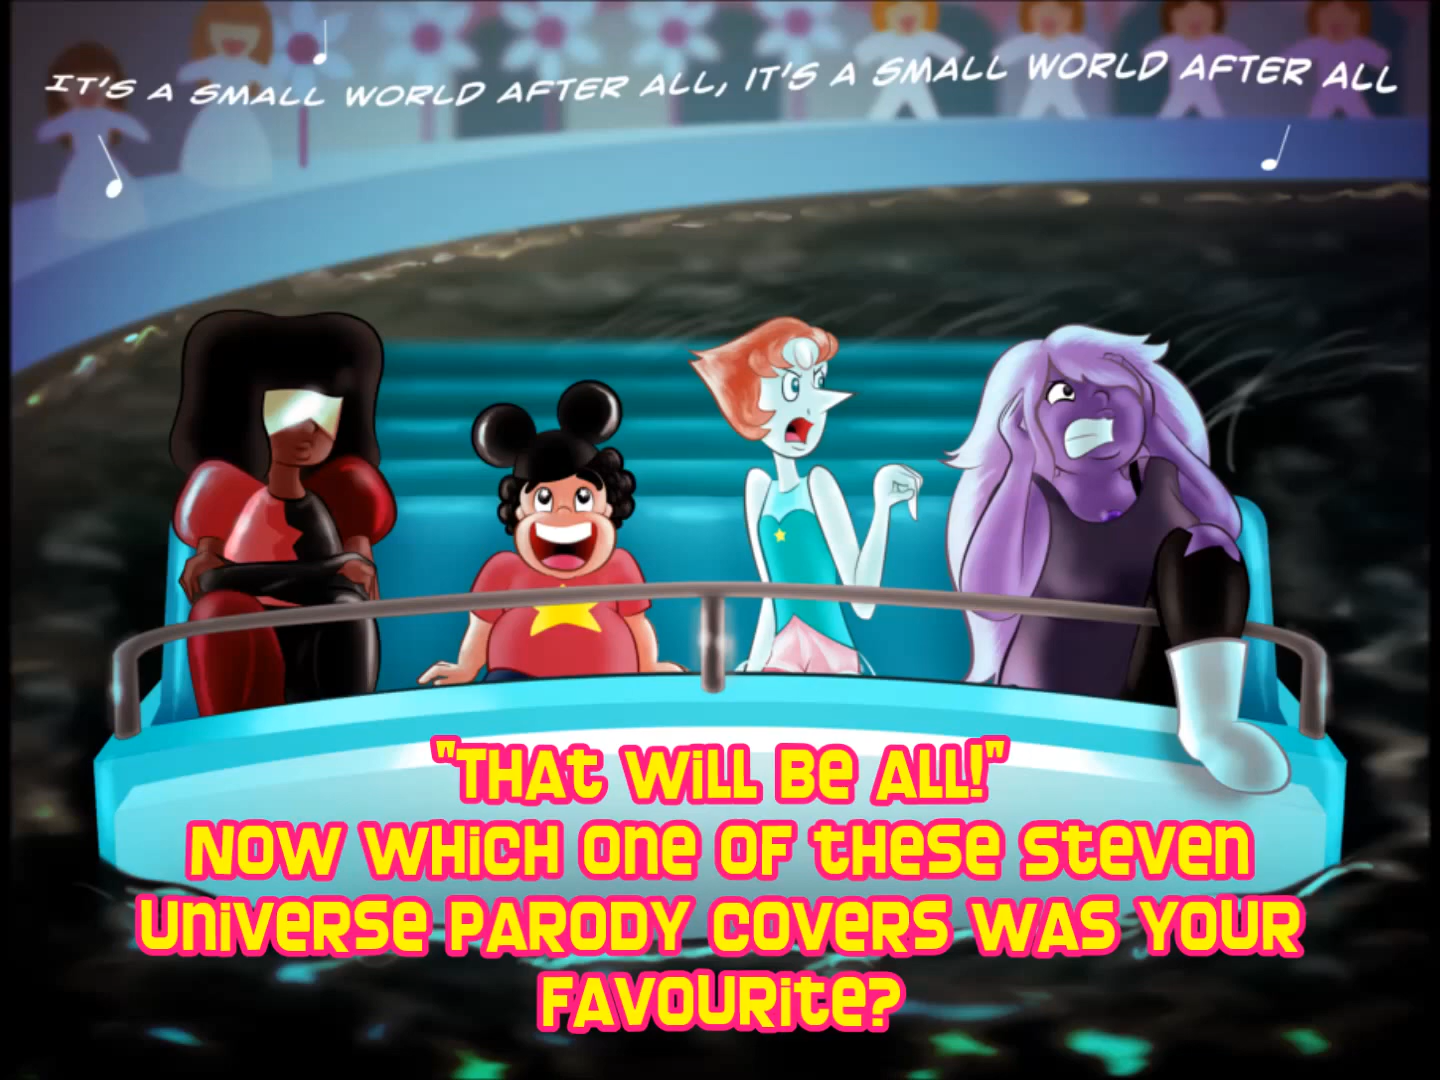 IT'S A SMALL WORLD AFTER ALL, IT'S A SMALL WORLD AFTER ALL
"THAT WILL BE ALL!"
NOW WHICH ONE OF THESE STEVEN
UNIVERSE PARODY COVERS WAS YOUR
FAVOURITE?